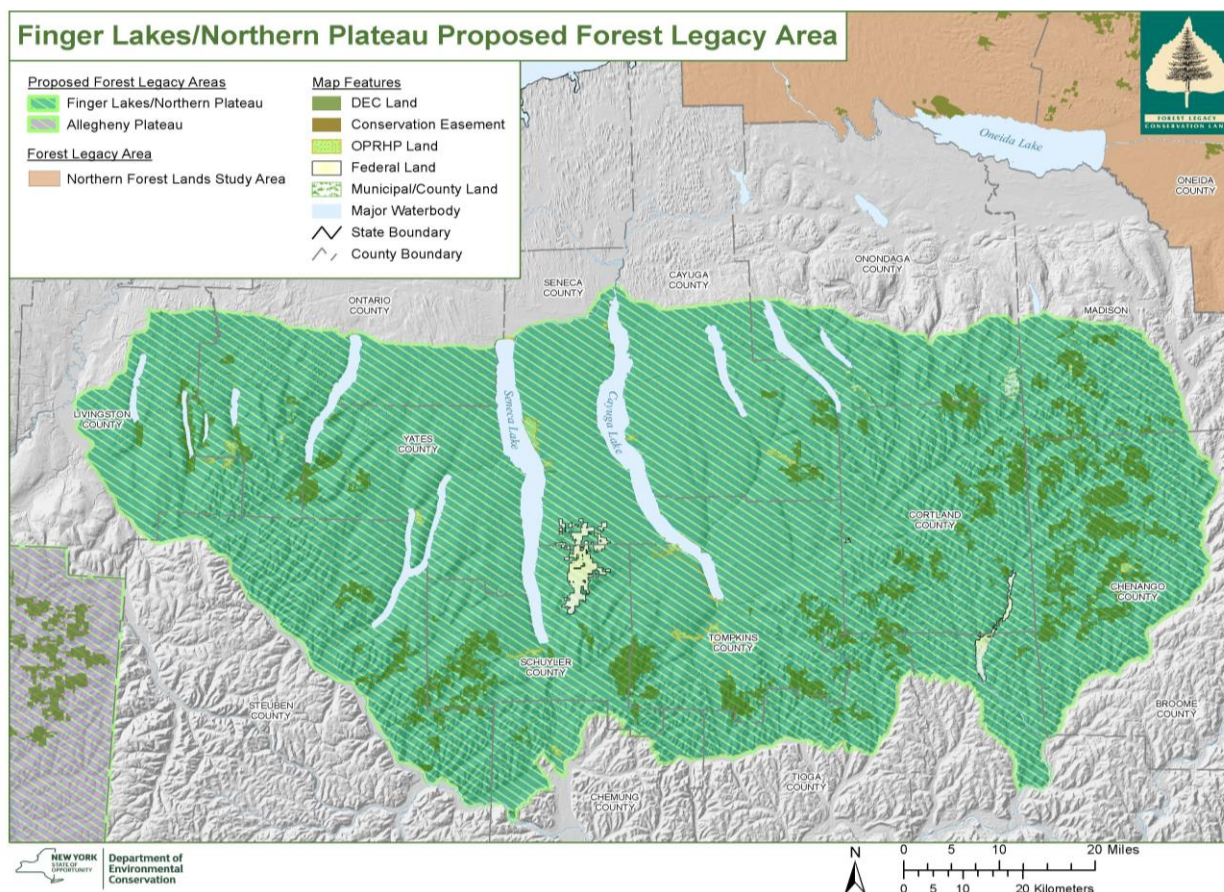 Finger Lakes/Northern Plateau Proposed Forest Legacy Area
Proposed Forest Legacy Areas
Finger Lakes/Northern Plateau
Allegheny Plateau
Forest Legacy Area
Northern Forest Lands Study Area
Map Features
DEC Land
Conservation Easement
OPRHP Land
Federal Land
Municipal/County Land
Major Waterbody
State Boundary
County Boundary
FOREST LEGACY
CONSERVATION LAND
Oneida Lake
ONEIDA
COUNTY
ONONDAGA
COUNTY
CAYUGA
COUNTY
SENECA
COUNTY
ONTARIO
COUNTY
MADISON
LIVINGSTON
COUNTY
YATES
COUNTY
Seneca Lake
Cayuga Lake
CORTLAND
COUNTY
CHENANGO
COUNTY
TOMPKINS
COUNTY
SCHUYLER
COUNTY
STEUBEN
COUNTY
BROOME
COUNTY
TIOGA
COUNTY
CHEMUNG
COUNTY
NEW YORK
STATE OF
OPPORTUNITY
Department of
Environmental
Conservation
N
0 5 10 20 Miles
0 5 10 20 Kilometers